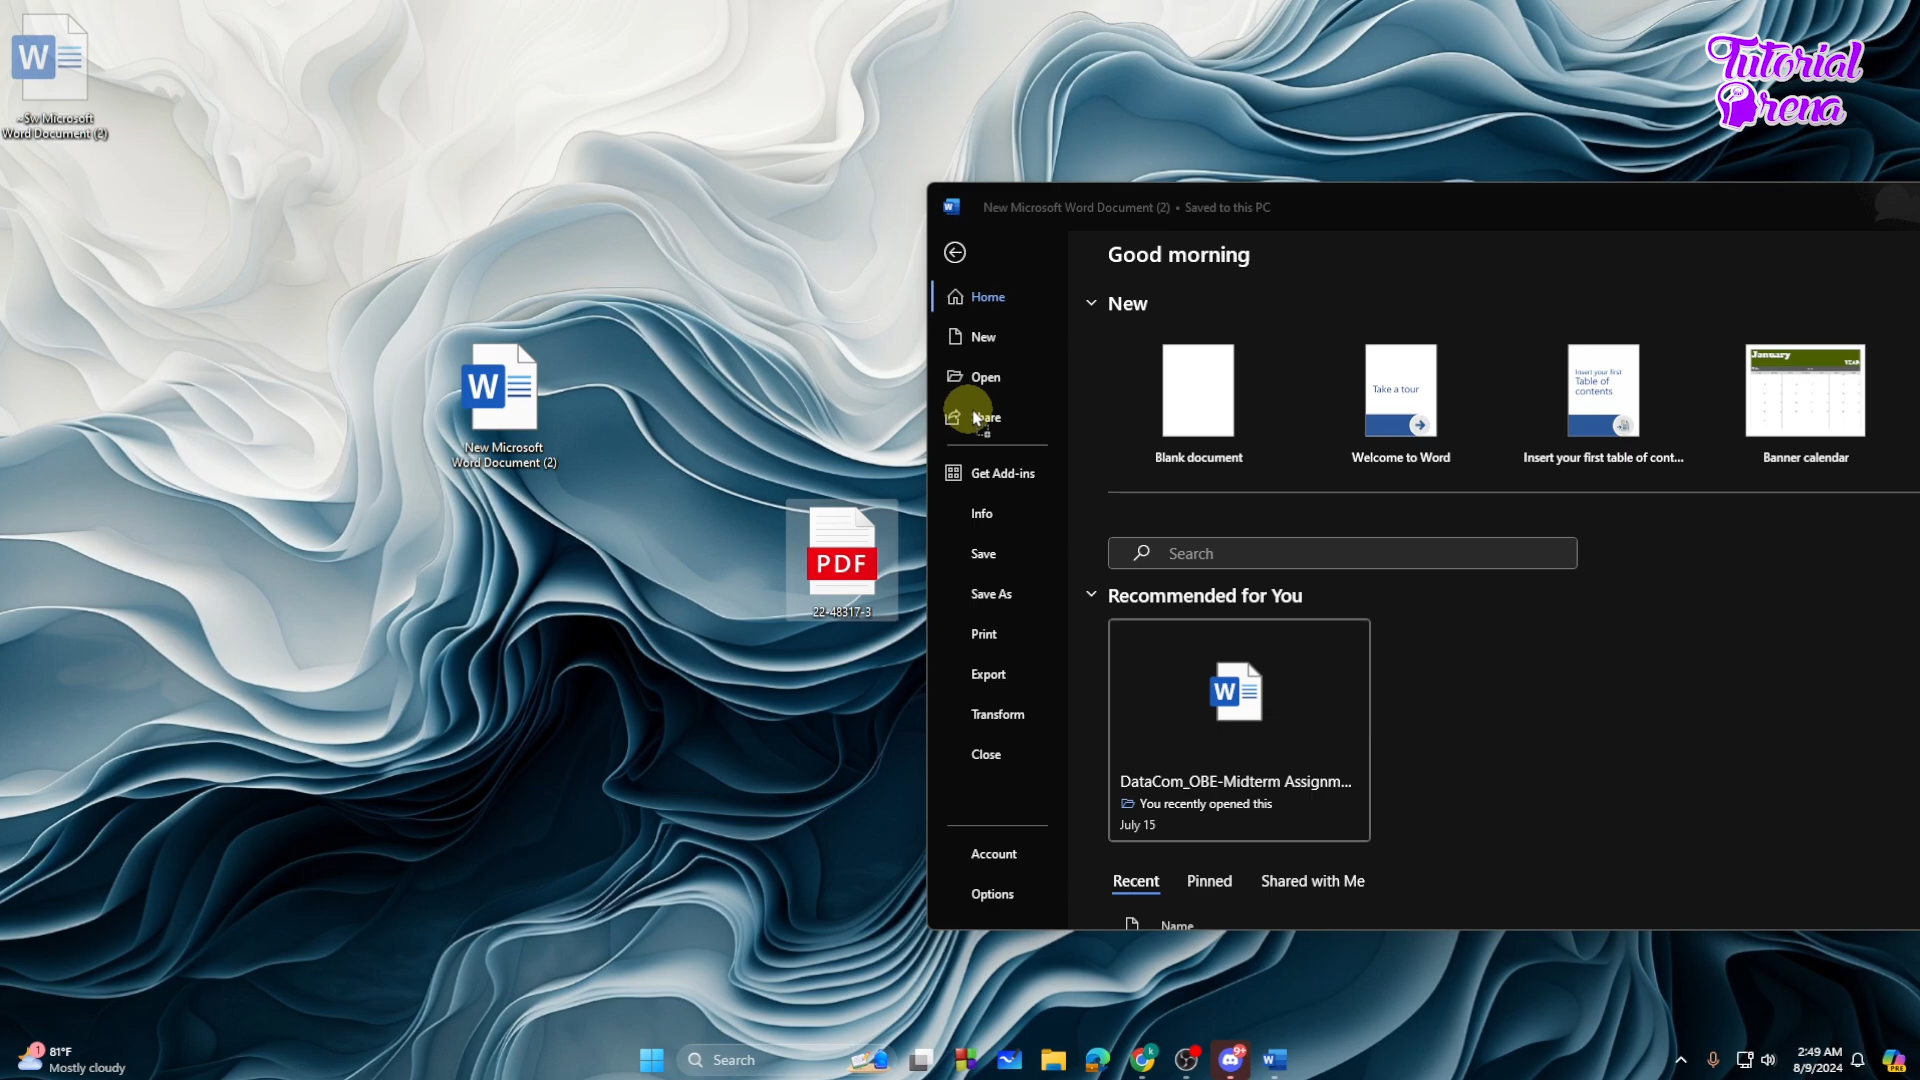 W
~$w Microsoft
Word Document (2)
Tutorial
Arena
W
New Microsoft
Word Document (2)
PDF
22-48317-3
W
New Microsoft Word Document (2) • Saved to this PC
Home
New
Open
Share
Get Add-ins
Info
Save
Save As
Print
Export
Transform
Close
Account
Options
Good morning
New
Blank document
Take a tour
Welcome to Word
Insert your first
Table of
contents
Insert your first table of cont...
January
YEAR
Banner calendar
Search
Recommended for You
W
DataCom_OBE-Midterm Assignm...
You recently opened this
July 15
Recent Pinned Shared with Me
Name
1
81°F
Mostly cloudy
Search
k
9+
W
2:49 AM
8/9/2024
PRE